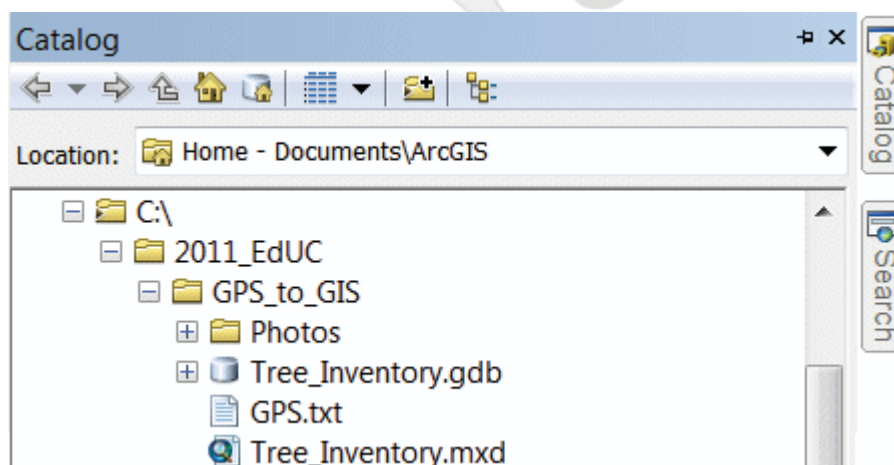 Catalog
Location: Home - Documents\ArcGIS
C:\
2011_EdUC
GPS_to_GIS
Photos
Tree_Inventory.gdb
GPS.txt
Tree_Inventory.mxd
Catalog
Search